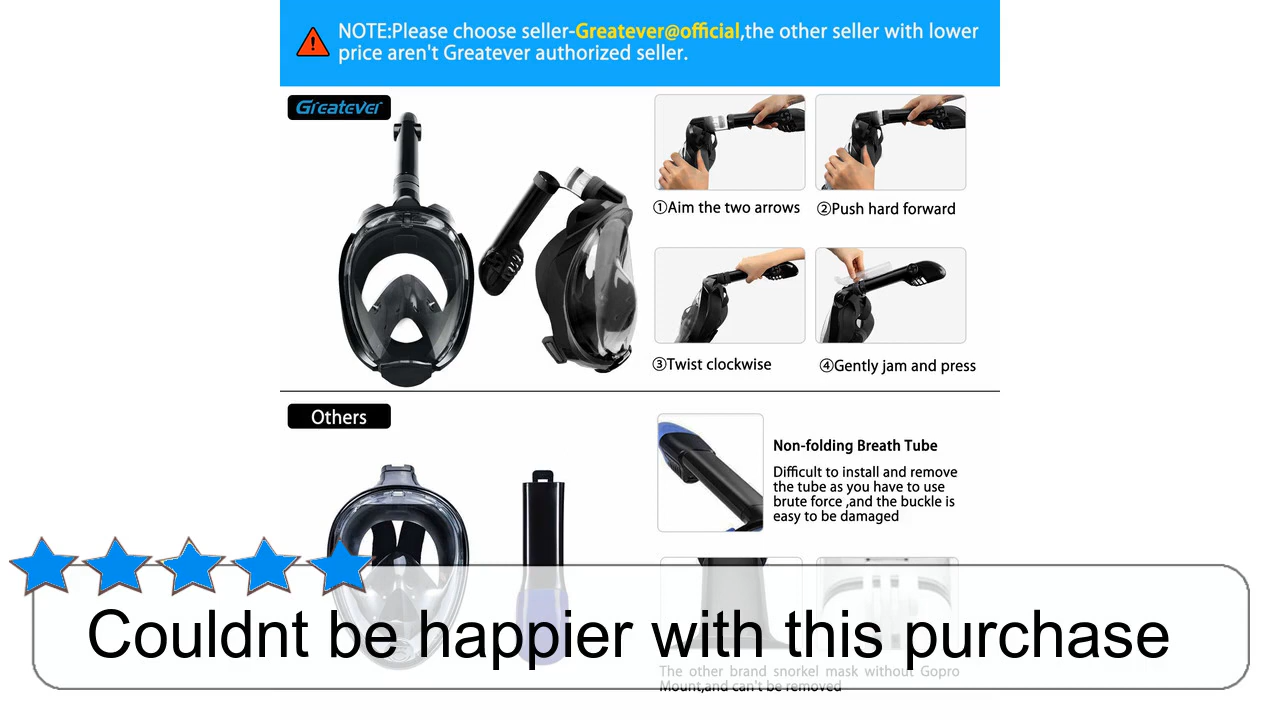 NOTE:Please choose seller-Greatever@official,the other seller with lower
price aren't Greatever authorized seller.
Greatever
①Aim the two arrows
②Push hard forward
③Twist clockwise
④Gently jam and press
Others
Non-folding Breath Tube
Difficult to install and remove
the tube as you have to use
brute force ,and the buckle is
easy to be damaged
Couldnt be happier with this purchase
The other brand snorkel mask without Gopro
Mount,and can't be removed